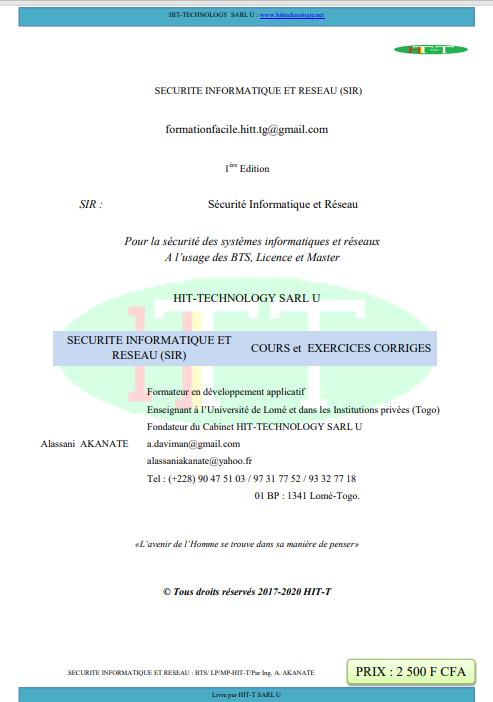 HIT-TECHNOLOGY SARL U : www.hittechnologie.net
SECURITE INFORMATIQUE ET RESEAU (SIR)
formationfacile.hitt.tg@gmail.com
1ère Edition
SIR : Sécurité Informatique et Réseau
Pour la sécurité des systèmes informatiques et réseaux
A l’usage des BTS, Licence et Master
HIT-TECHNOLOGY SARL U
SECURITE INFORMATIQUE ET
RESEAU (SIR)
COURS et EXERCICES CORRIGES
Formateur en développement applicatif
Enseignant à l’Université de Lomé et dans les Institutions privées (Togo)
Fondateur du Cabinet HIT-TECHNOLOGY SARL U
Alassani AKANATE a.daviman@gmail.com
alassaniakanate@yahoo.fr
Tel : (+228) 90 47 51 03 / 97 31 77 52 / 93 32 77 18
01 BP : 1341 Lomé-Togo.
«L’avenir de l’Homme se trouve dans sa manière de penser»
© Tous droits réservés 2017-2020 HIT-T
SECURITE INFORMATIQUE ET RESEAU : BTS/ LP/MP-HIT-T/Par Ing. A. AKANATE
PRIX : 2 500 F CFA
Livre par HIT-T SARL U